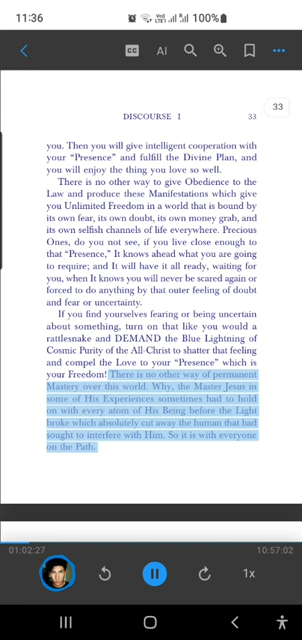 11:36
100%
CC
AI
33
DISCOURSE I 33
you. Then you will give intelligent cooperation with
your “Presence” and fulfill the Divine Plan, and
you will enjoy the thing you love so well.
There is no other way to give Obedience to the
Law and produce these Manifestations which give
you Unlimited Freedom in a world that is bound by
its own fear, its own doubt, its own money grab, and
its own selfish channels of life everywhere. Precious
Ones, do you not see, if you live close enough to
that “Presence,” It knows ahead what you are going
to require; and It will have it all ready, waiting for
you, when It knows you will never be scared again or
forced to do anything by that outer feeling of doubt
and fear or uncertainty.
If you find yourselves fearing or being uncertain
about something, turn on that like you would a
rattlesnake and DEMAND the Blue Lightning of
Cosmic Purity of the All-Christ to shatter that feeling
and compel the Love to your “Presence” which is
your Freedom! There is no other way of permanent
Mastery over this world. Why, the Master Jesus in
some of His Experiences sometimes had to hold
on with every atom of His Being before the Light
broke which absolutely cut away the human that had
sought to interfere with Him. So it is with everyone
on the Path.
01:02:27 10:57:02
1x